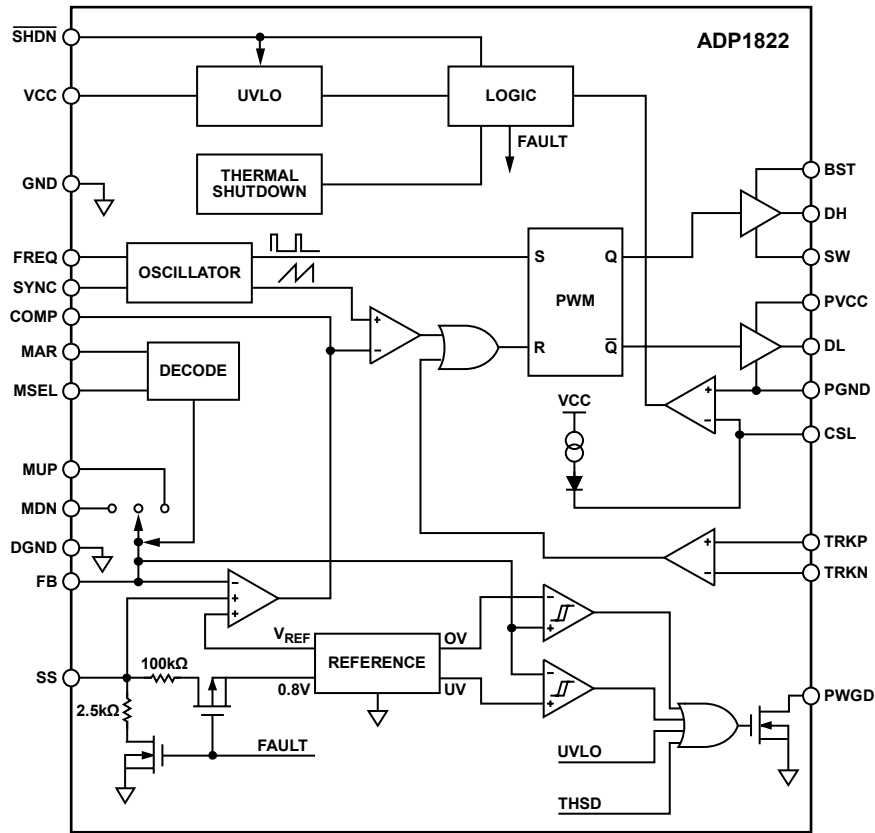 ADP1822
SHDN
VCC
UVLO
LOGIC
FAULT
GND
THERMAL
SHUTDOWN
BST
DH
SW
FREQ
SYNC
OSCILLATOR
S
Q
PWM
R
Q
COMP
PVCC
DL
MAR
MSEL
DECODE
+
−
PGND
CSL
+
−
VCC
MUP
MDN
DGND
FB
TRKP
TRKN
+
−
−
+
+
VREF
REFERENCE
OV
UV
0.8V
−
+
−
+
SS
100kΩ
2.5kΩ
FAULT
PWGD
UVLO
THSD